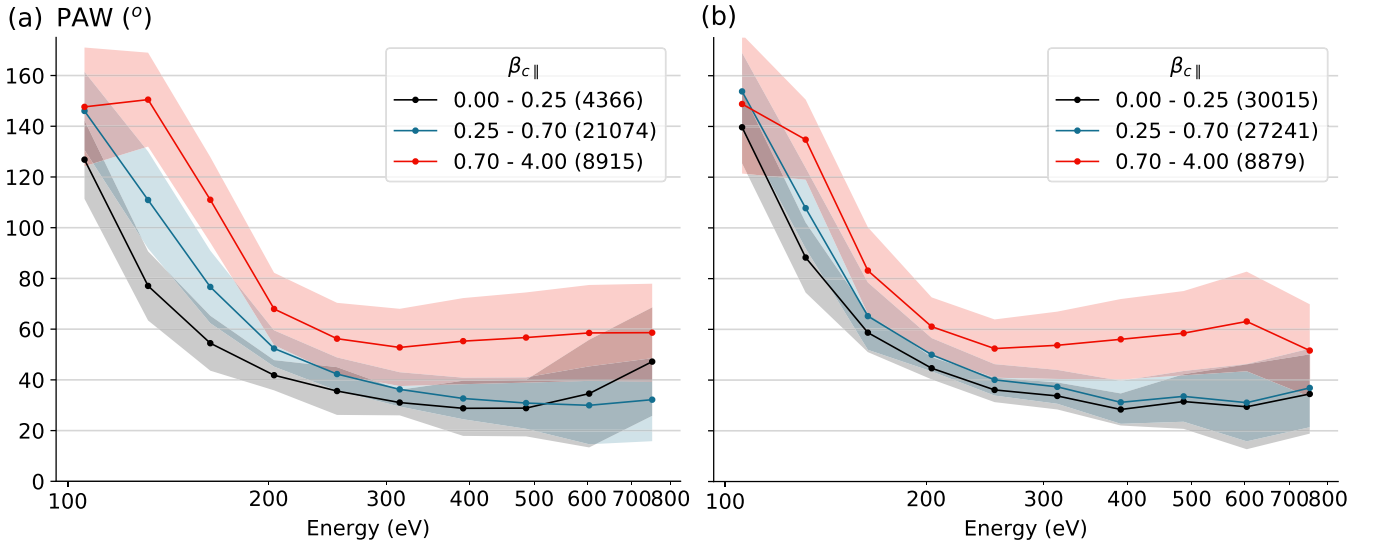 (a) PAW (°)
β_c∥
0.00 - 0.25 (4366)
0.25 - 0.70 (21074)
0.70 - 4.00 (8915)
160
140
120
100
80
60
40
20
0
100 200 300 400 500 600 700 800
Energy (eV)
(b)
β_c∥
0.00 - 0.25 (30015)
0.25 - 0.70 (27241)
0.70 - 4.00 (8879)
100 200 300 400 500 600 700 800
Energy (eV)